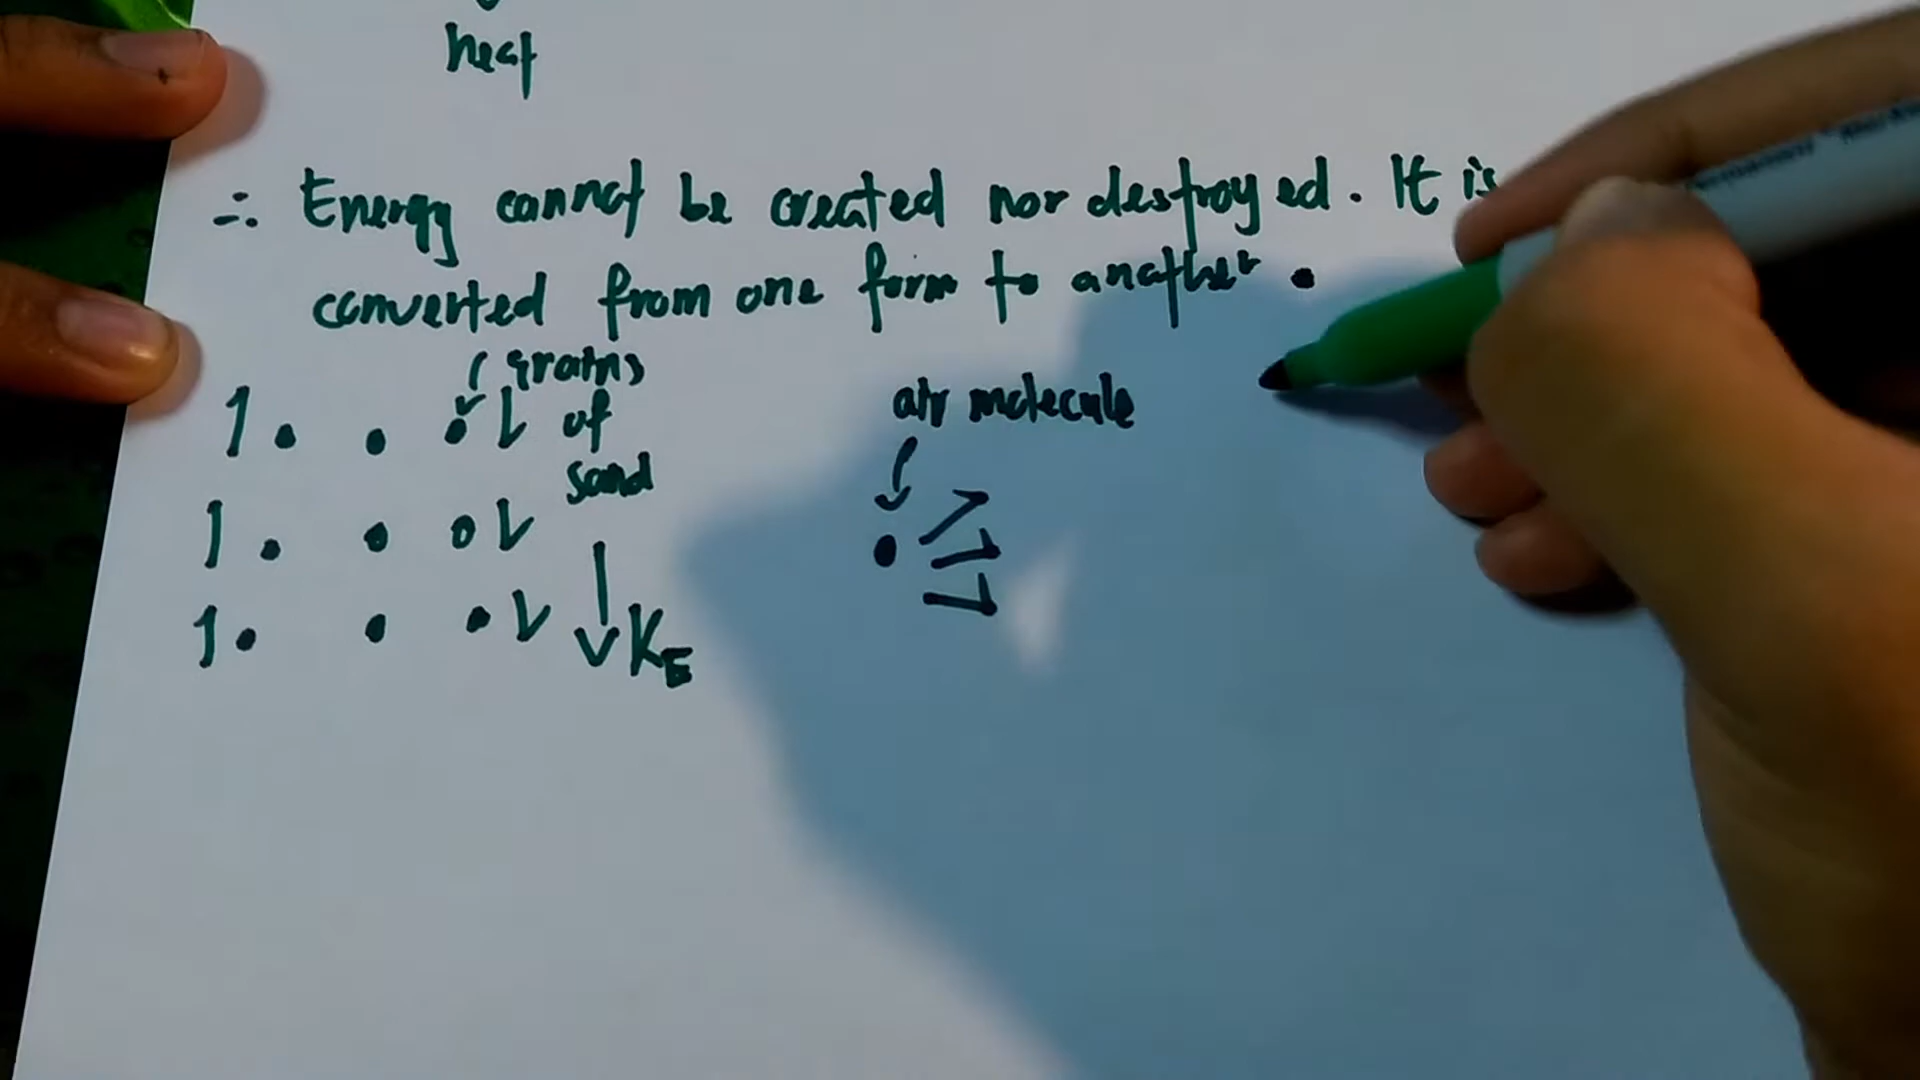 heat
∴ Energy cannot be created nor destroyed. It is
converted from one form to another.
grains
of
sand
KE
air molecule